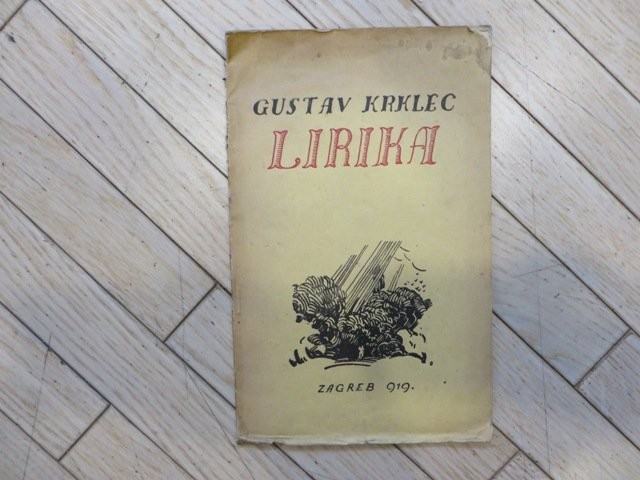 GUSTAV KRKLEC
LIRIKA
ZAGREB 919.